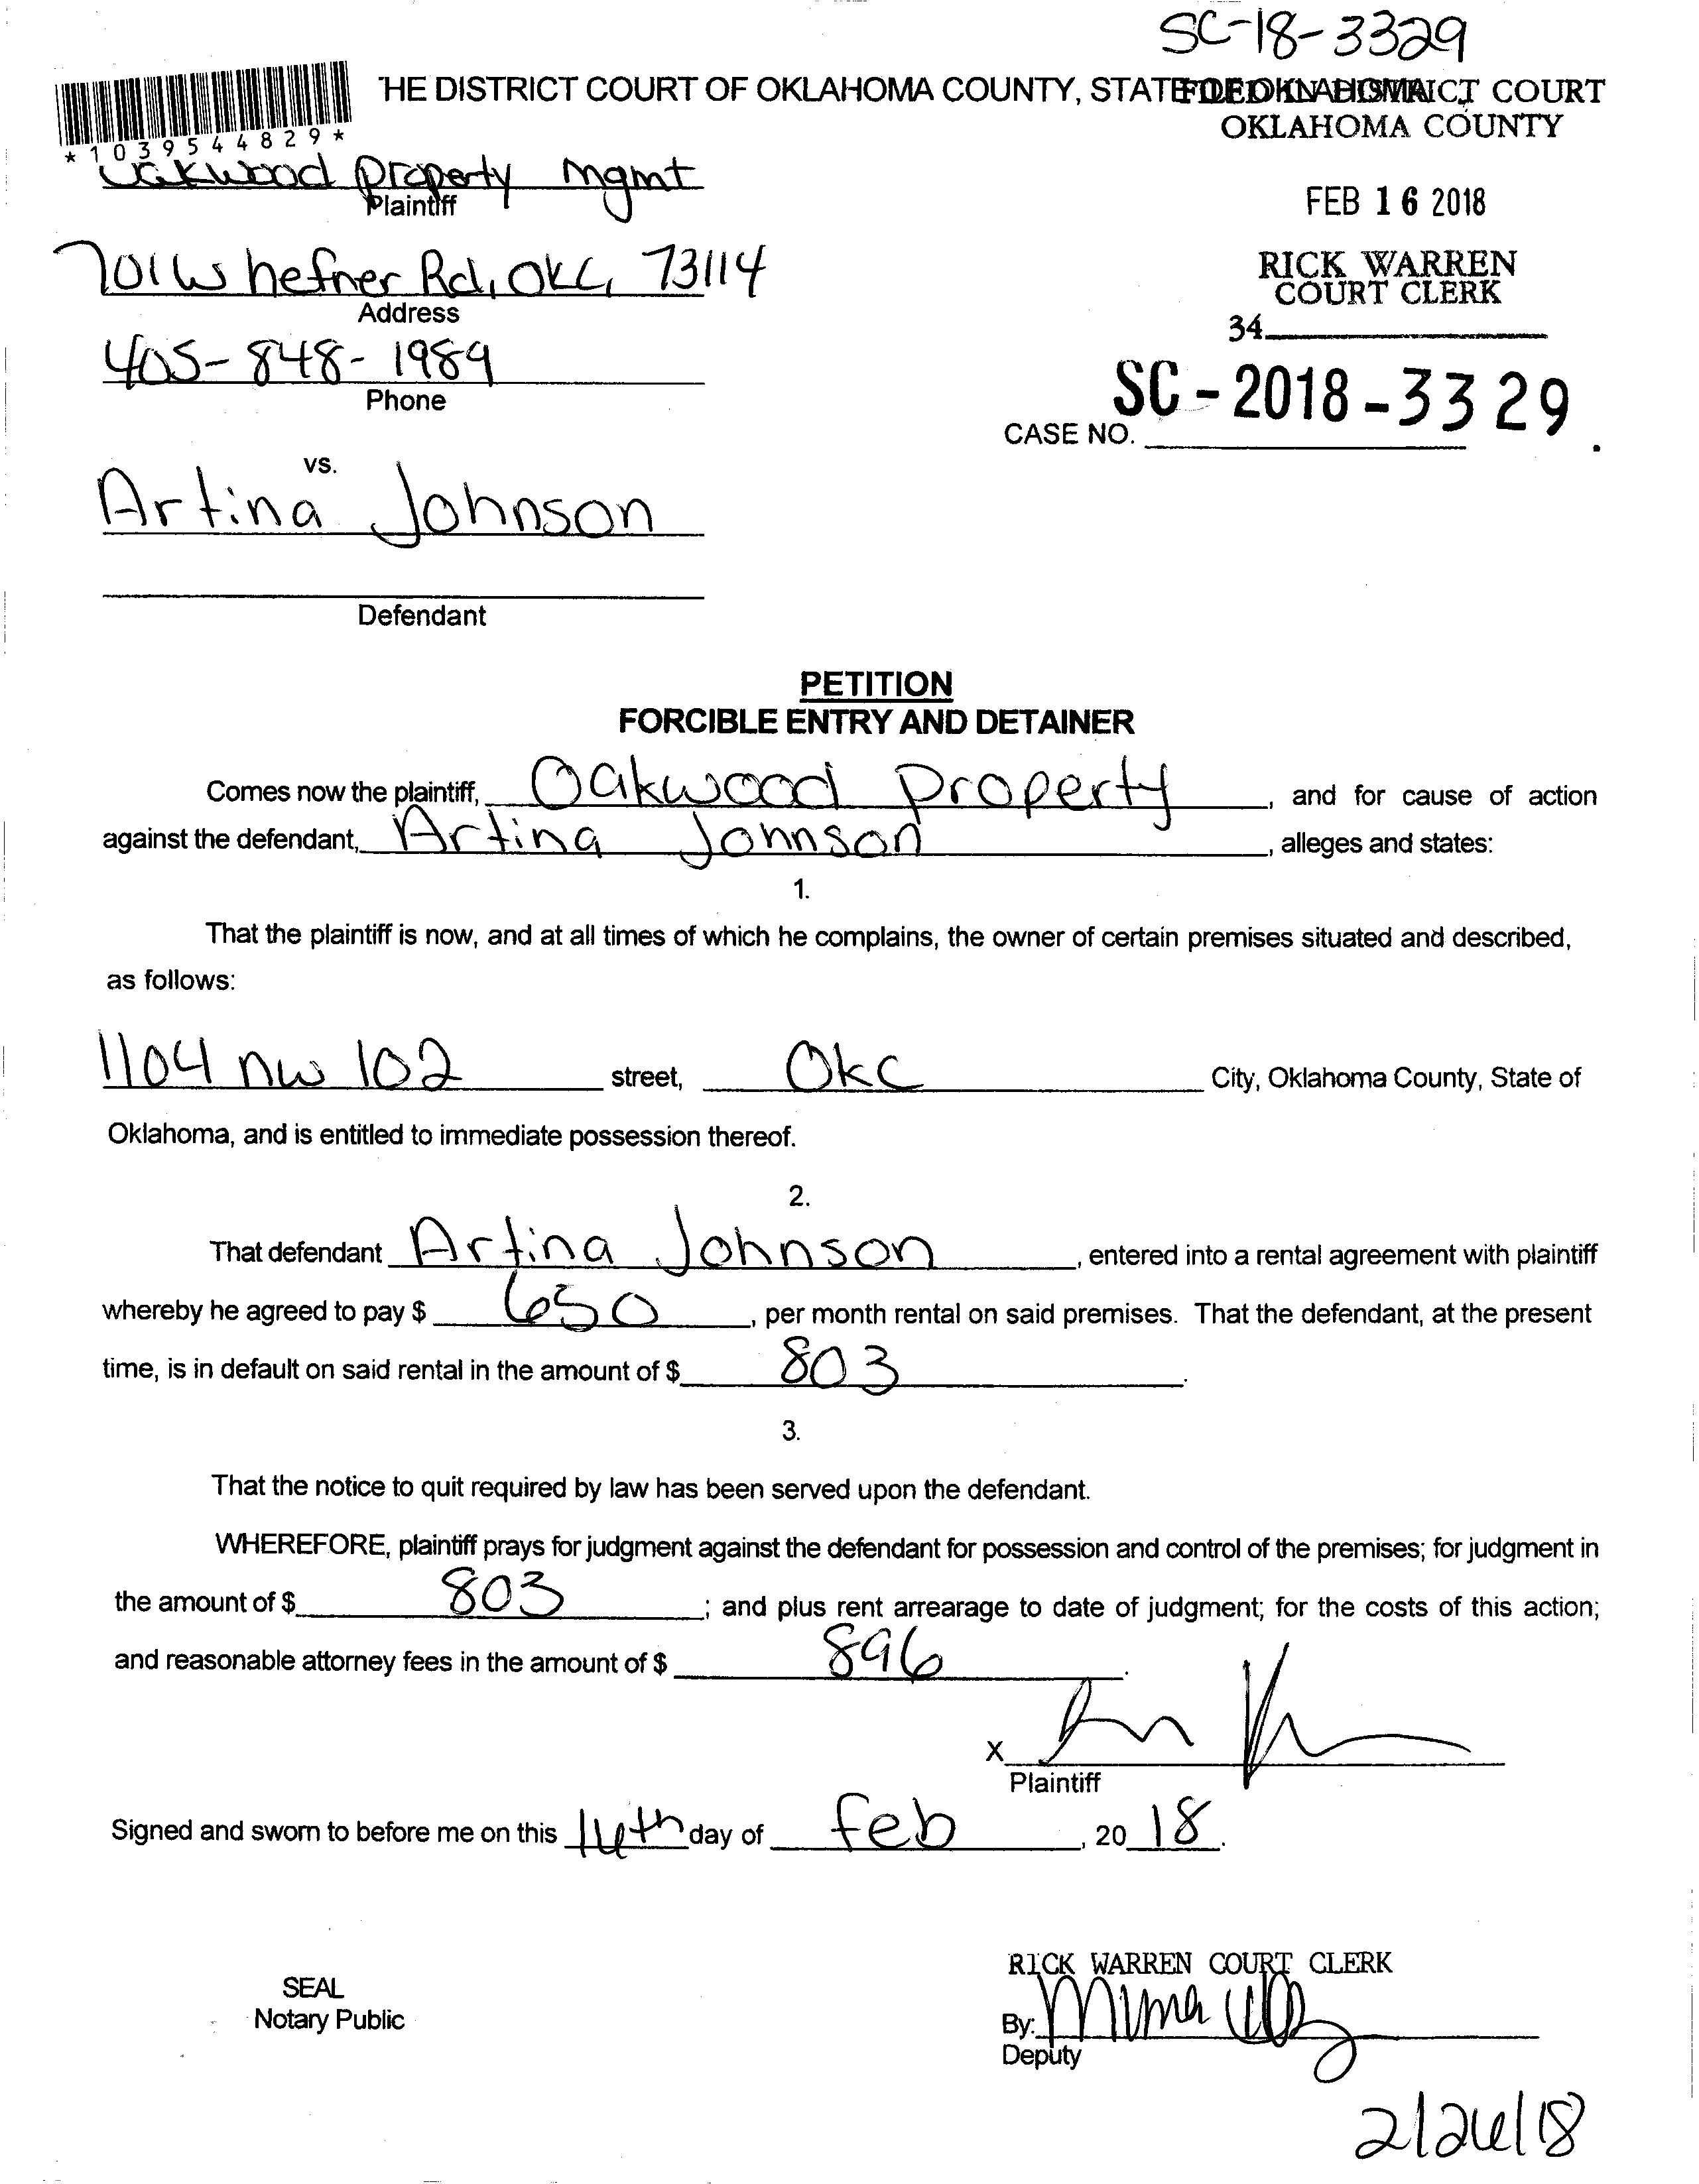 SC-18-3329
HE DISTRICT COURT OF OKLAHOMA COUNTY, STATE OF OKLAHOMA
FILED IN DISTRICT COURT
OKLAHOMA COUNTY
*1039544829*
Oakwood Property Mgmt
Plaintiff
FEB 16 2018
701 W hefner Rd, OKC, 73114
Address
RICK WARREN
COURT CLERK
34
405-848-1989
Phone
SC-2018-3329
CASE NO.
vs.
Artina Johnson
Defendant
PETITION
FORCIBLE ENTRY AND DETAINER
Comes now the plaintiff, Oakwood Property, and for cause of action
against the defendant, Artina Johnson, alleges and states:
1.
That the plaintiff is now, and at all times of which he complains, the owner of certain premises situated and described,
as follows:
1104 nw 102 street, OKC City, Oklahoma County, State of
Oklahoma, and is entitled to immediate possession thereof.
2.
That defendant Artina Johnson, entered into a rental agreement with plaintiff
whereby he agreed to pay $ 650, per month rental on said premises. That the defendant, at the present
time, is in default on said rental in the amount of $ 803.
3.
That the notice to quit required by law has been served upon the defendant.
WHEREFORE, plaintiff prays for judgment against the defendant for possession and control of the premises; for judgment in
the amount of $ 803; and plus rent arrearage to date of judgment; for the costs of this action;
and reasonable attorney fees in the amount of $ 896.
X
Plaintiff
Signed and sworn to before me on this 14th day of feb, 20 18.
RICK WARREN COURT CLERK
SEAL
Notary Public
By:
Deputy